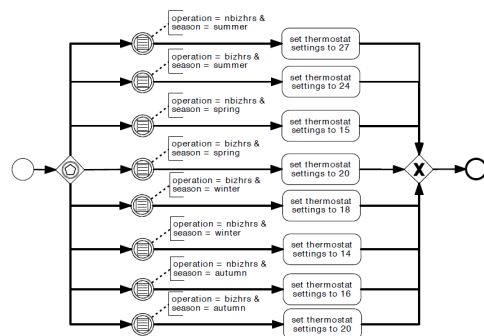 operation = nbizhrs &
season = summer
set thermostat
settings to 27
operation = bizhrs &
season = summer
set thermostat
settings to 24
operation = nbizhrs &
season = spring
set thermostat
settings to 15
operation = bizhrs &
season = spring
set thermostat
settings to 20
X
operation = bizhrs &
season = winter
set thermostat
settings to 18
operation = nbizhrs &
season = winter
set thermostat
settings to 14
operation = nbizhrs &
season = autumn
set thermostat
settings to 16
operation = bizhrs &
season = autumn
set thermostat
settings to 20